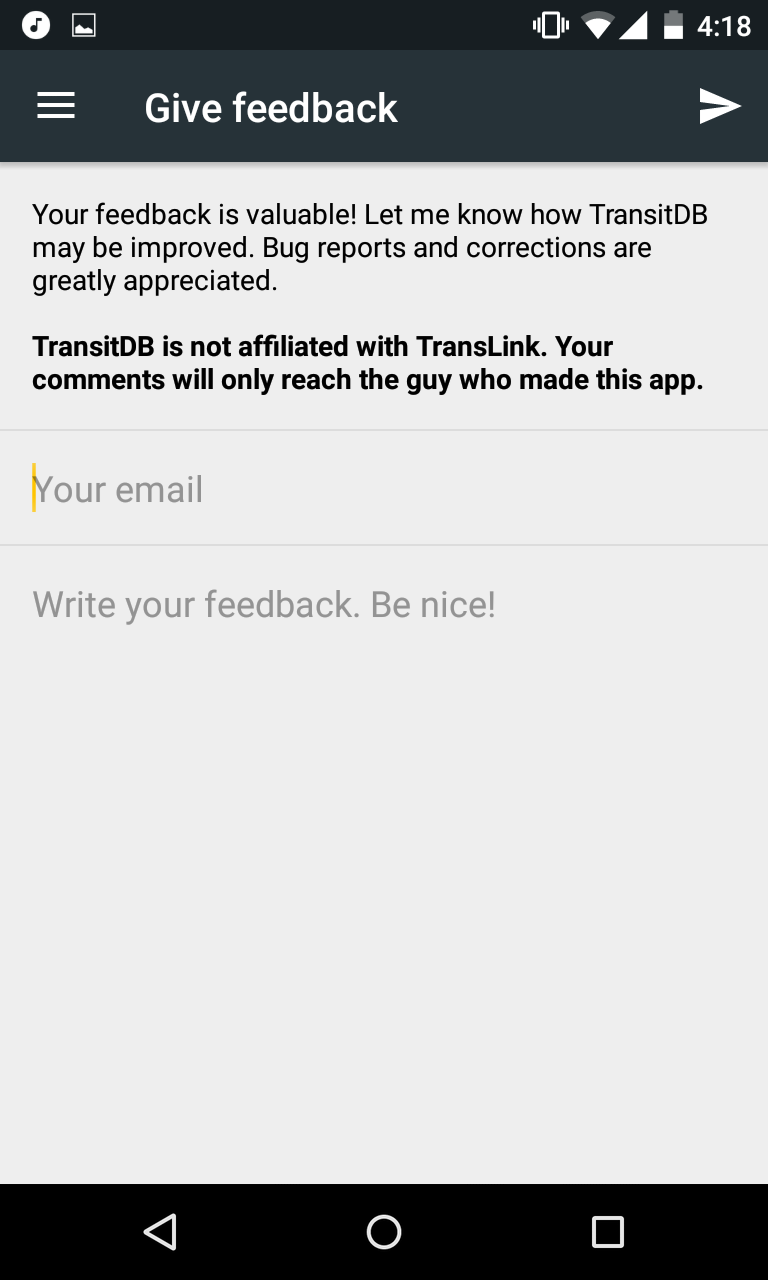 4:18
Give feedback
Your feedback is valuable! Let me know how TransitDB
may be improved. Bug reports and corrections are
greatly appreciated.
TransitDB is not affiliated with TransLink. Your
comments will only reach the guy who made this app.
Your email
Write your feedback. Be nice!